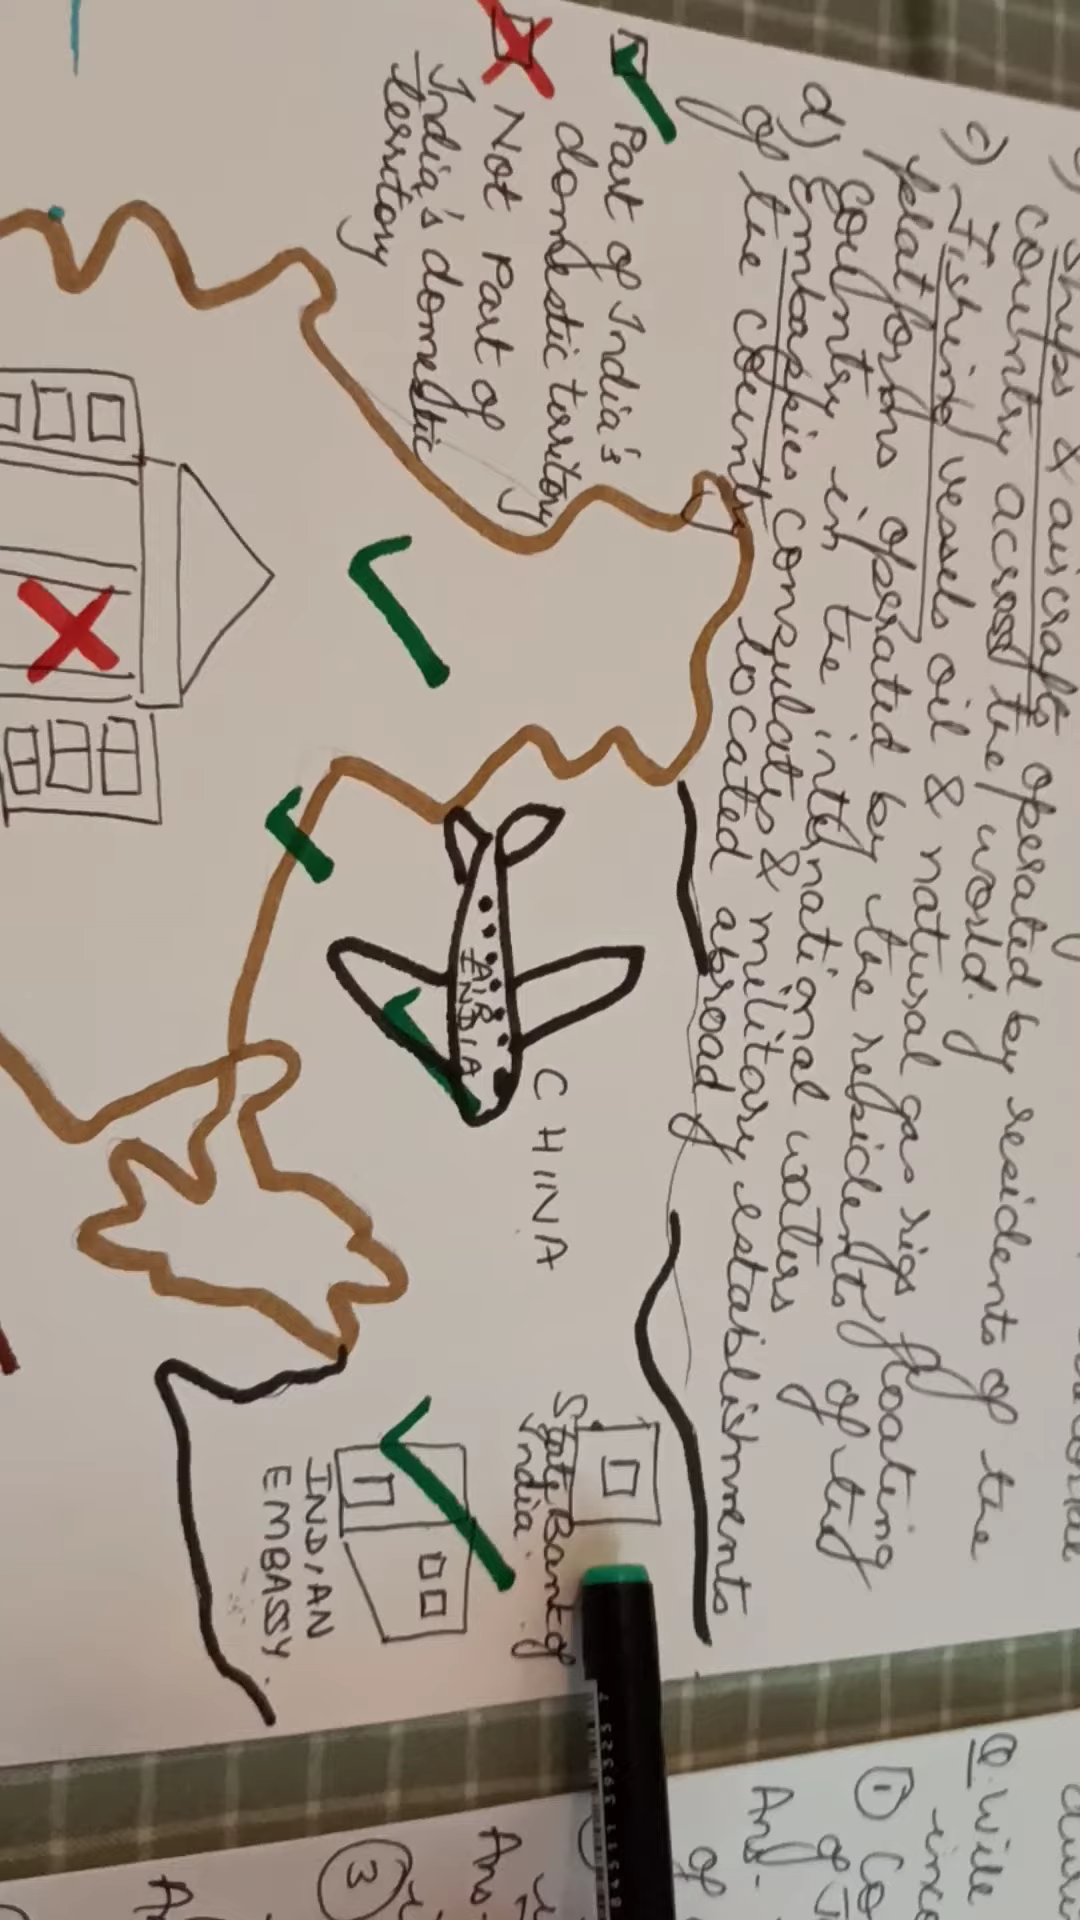 Ships & aircrafts operated by residents of the
country across the world.
c) Fishing vessels oil & natural gas rigs floating
platforms operated by the residents of the
country in the international waters
d) Embassies consulates & military establishments
of the country located abroad
Part of India's
domestic territory
Not Part of
India's domestic
territory
CHINA
AIR
INDIA
State Bank of
India.
INDIAN
EMBASSY.
Q. Will
①
Ans.
of
Ans.
③